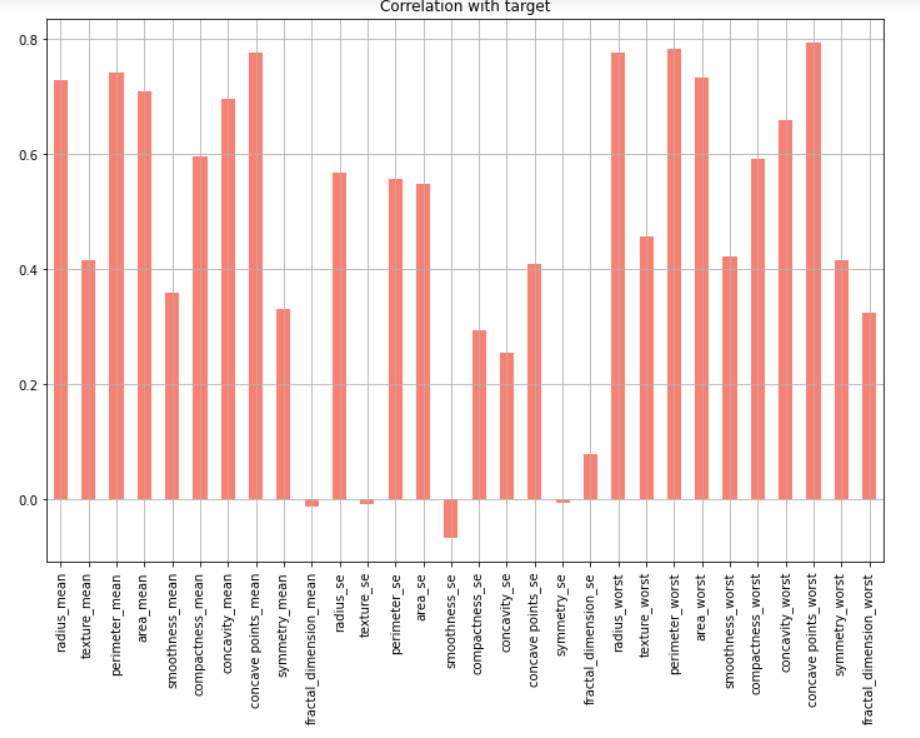 Correlation with target
0.8
0.6
0.4
0.2
0.0
radius_mean
texture_mean
perimeter_mean
area_mean
smoothness_mean
compactness_mean
concavity_mean
concave points_mean
symmetry_mean
fractal_dimension_mean
radius_se
texture_se
perimeter_se
area_se
smoothness_se
compactness_se
concavity_se
concave points_se
symmetry_se
fractal_dimension_se
radius_worst
texture_worst
perimeter_worst
area_worst
smoothness_worst
compactness_worst
concavity_worst
concave points_worst
symmetry_worst
fractal_dimension_worst